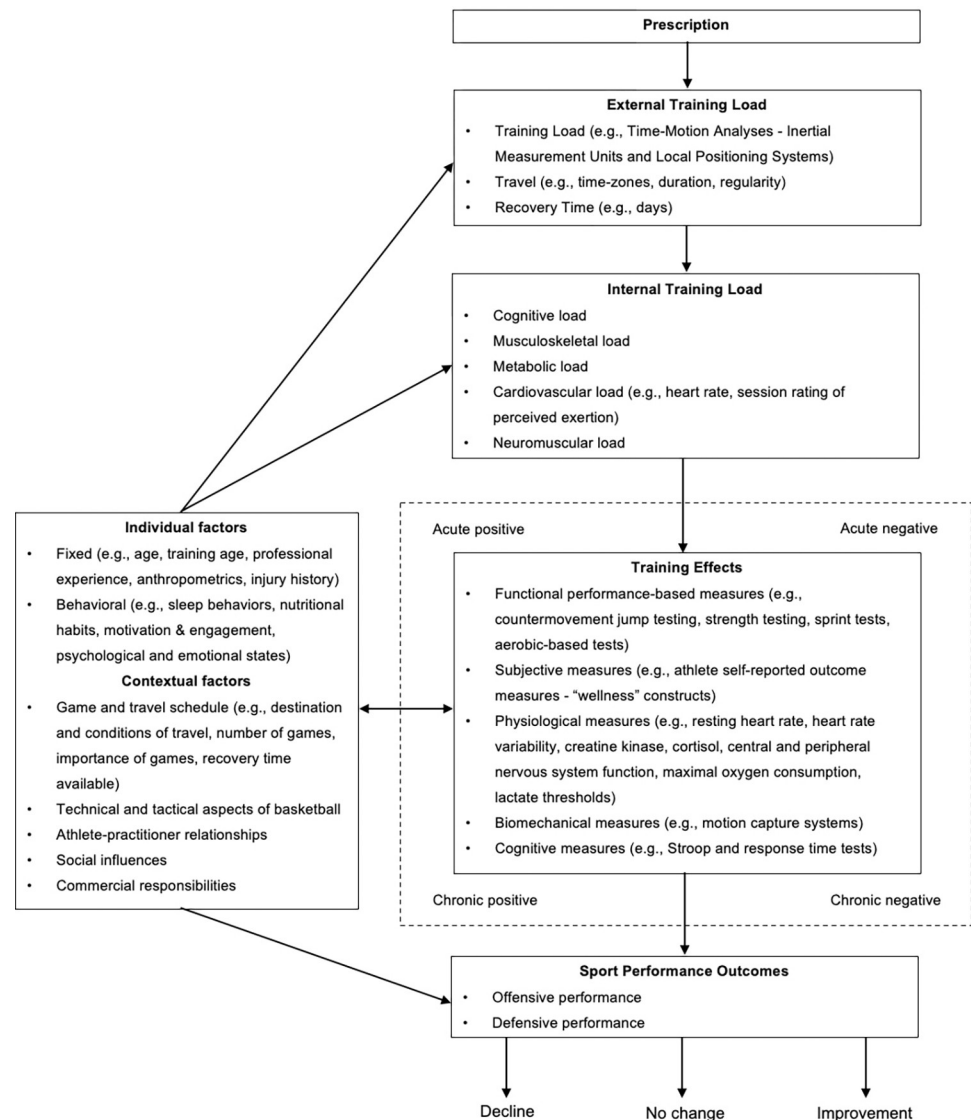 Prescription
External Training Load
• Training Load (e.g., Time-Motion Analyses - Inertial
Measurement Units and Local Positioning Systems)
• Travel (e.g., time-zones, duration, regularity)
• Recovery Time (e.g., days)
Internal Training Load
• Cognitive load
• Musculoskeletal load
• Metabolic load
• Cardiovascular load (e.g., heart rate, session rating of
perceived exertion)
• Neuromuscular load
Individual factors
• Fixed (e.g., age, training age, professional
experience, anthropometrics, injury history)
• Behavioral (e.g., sleep behaviors, nutritional
habits, motivation & engagement,
psychological and emotional states)
Contextual factors
• Game and travel schedule (e.g., destination
and conditions of travel, number of games,
importance of games, recovery time
available)
• Technical and tactical aspects of basketball
• Athlete-practitioner relationships
• Social influences
• Commercial responsibilities
Acute positive
Acute negative
Training Effects
• Functional performance-based measures (e.g.,
countermovement jump testing, strength testing, sprint tests,
aerobic-based tests)
• Subjective measures (e.g., athlete self-reported outcome
measures - “wellness” constructs)
• Physiological measures (e.g., resting heart rate, heart rate
variability, creatine kinase, cortisol, central and peripheral
nervous system function, maximal oxygen consumption,
lactate thresholds)
• Biomechanical measures (e.g., motion capture systems)
• Cognitive measures (e.g., Stroop and response time tests)
Chronic positive
Chronic negative
Sport Performance Outcomes
• Offensive performance
• Defensive performance
Decline
No change
Improvement